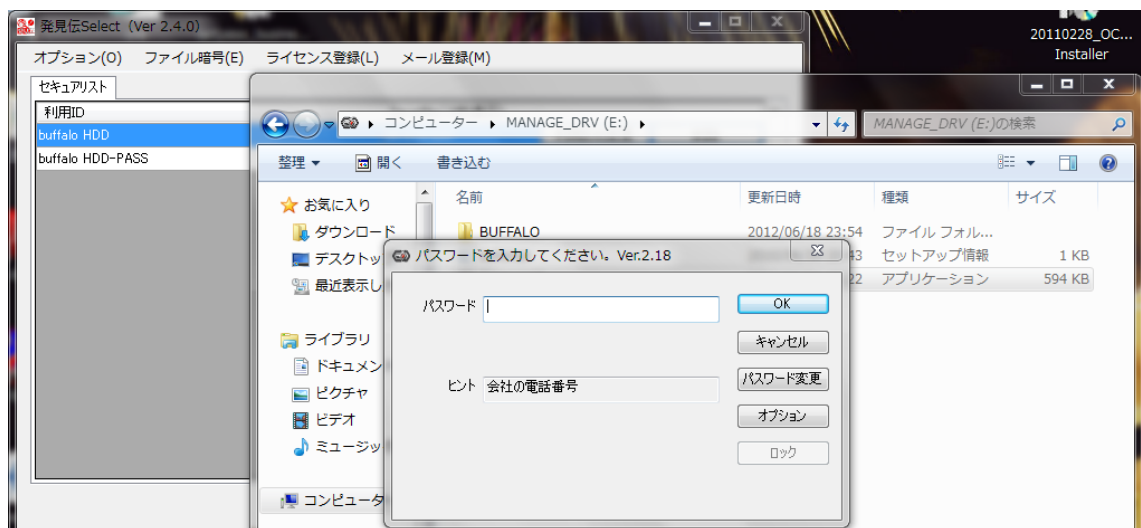 発見伝Select (Ver 2.4.0)
オプション(O) ファイル暗号(E) ライセンス登録(L) メール登録(M)
セキュアリスト
利用ID
buffalo HDD
buffalo HDD-PASS
20110228_OC...
Installer
コンピューター MANAGE_DRV (E:)
MANAGE_DRV (E:)の検索
整理 開く 書き込む
お気に入り
ダウンロード
デスクトッ
最近表示し
ライブラリ
ドキュメン
ピクチャ
ビデオ
ミュージッ
コンピュータ
名前 更新日時 種類 サイズ
BUFFALO 2012/06/18 23:54 ファイル フォル...
43 セットアップ情報 1 KB
22 アプリケーション 594 KB
パスワードを入力してください。 Ver.2.18
パスワード
OK
キャンセル
ヒント 会社の電話番号
パスワード変更
オプション
ロック